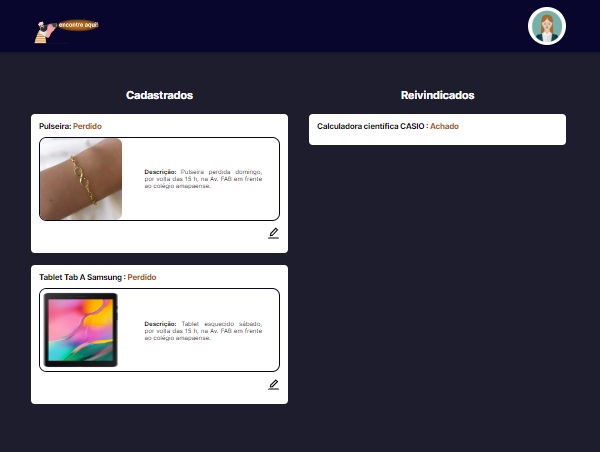 encontre aqui!
Cadastrados
Pulseira: Perdido
Descrição: Pulseira perdida domingo,
por volta das 15 h, na Av. FAB em frente
ao colégio amapaense.
Tablet Tab A Samsung : Perdido
Descrição: Tablet esquecido sábado,
por volta das 15 h, na Av. FAB em frente
ao colégio amapaense.
Reivindicados
Calculadora científica CASIO : Achado